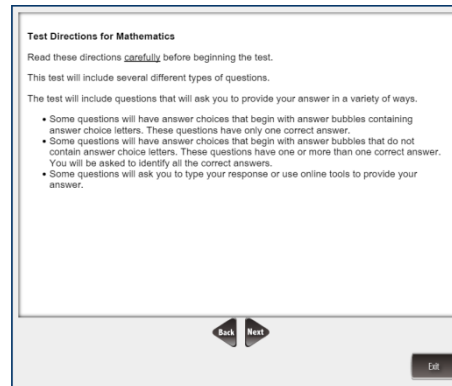 Test Directions for Mathematics
Read these directions carefully before beginning the test.
This test will include several different types of questions.
The test will include questions that will ask you to provide your answer in a variety of ways.
• Some questions will have answer choices that begin with answer bubbles containing
answer choice letters. These questions have only one correct answer.
• Some questions will have answer choices that begin with answer bubbles that do not
contain answer choice letters. These questions have one or more than one correct answer.
You will be asked to identify all the correct answers.
• Some questions will ask you to type your response or use online tools to provide your
answer.
Back Next
Exit